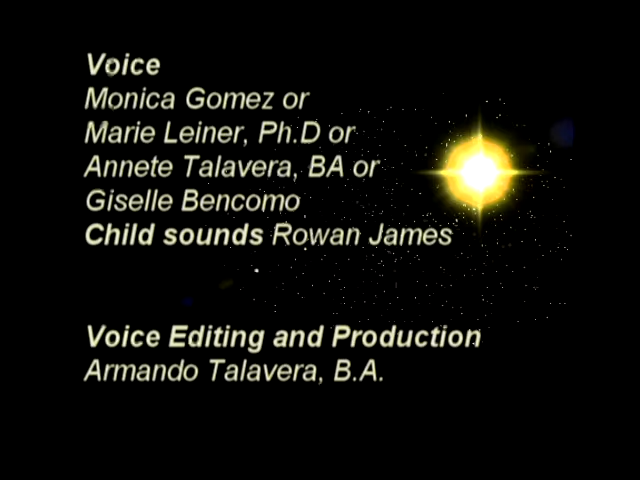 Voice
Monica Gomez or
Marie Leiner, Ph.D or
Annete Talavera, BA or
Giselle Bencomo
Child sounds Rowan James
Voice Editing and Production
Armando Talavera, B.A.